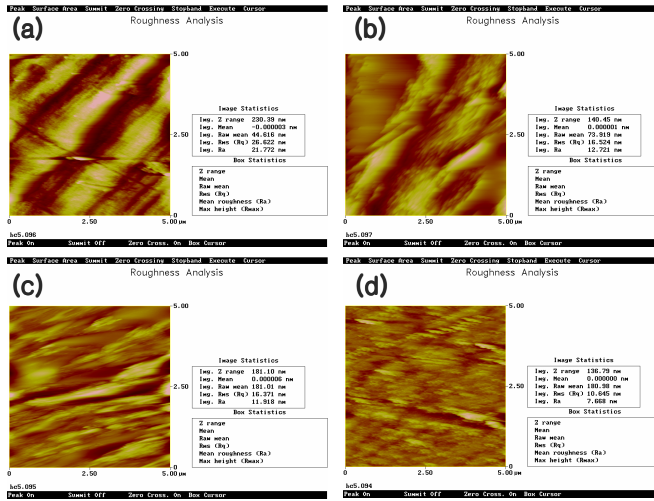 Peak Surface Area Summit Zero Crossing Stopband Execute Cursor
(a)
Roughness Analysis
5.00
2.50
0
0
2.50
5.00
µm
Image Statistics
Img. Z range 230.39 nm
Img. Mean -0.000003 nm
Img. Raw mean 44.616 nm
Img. Rms (Rq) 26.622 nm
Img. Ra 21.772 nm
Box Statistics
Z range
Mean
Raw mean
Rms (Rq)
Mean roughness (Ra)
Max height (Rmax)
bc5.096
Peak On Summit Off Zero Cross. On Box Cursor
Peak Surface Area Summit Zero Crossing Stopband Execute Cursor
(b)
Roughness Analysis
5.00
2.50
0
0
2.50
5.00
µm
Image Statistics
Img. Z range 140.45 nm
Img. Mean 0.000001 nm
Img. Raw mean 73.919 nm
Img. Rms (Rq) 16.524 nm
Img. Ra 12.721 nm
Box Statistics
Z range
Mean
Raw mean
Rms (Rq)
Mean roughness (Ra)
Max height (Rmax)
bc5.097
Peak On Summit Off Zero Cross. On Box Cursor
Peak Surface Area Summit Zero Crossing Stopband Execute Cursor
(c)
Roughness Analysis
5.00
2.50
0
0
2.50
5.00
µm
Image Statistics
Img. Z range 181.10 nm
Img. Mean 0.000006 nm
Img. Raw mean 181.01 nm
Img. Rms (Rq) 16.371 nm
Img. Ra 11.918 nm
Box Statistics
Z range
Mean
Raw mean
Rms (Rq)
Mean roughness (Ra)
Max height (Rmax)
bc5.095
Peak On Summit Off Zero Cross. On Box Cursor
Peak Surface Area Summit Zero Crossing Stopband Execute Cursor
(d)
Roughness Analysis
5.00
2.50
0
0
2.50
5.00
µm
Image Statistics
Img. Z range 136.79 nm
Img. Mean 0.000000 nm
Img. Raw mean 180.98 nm
Img. Rms (Rq) 10.645 nm
Img. Ra 7.668 nm
Box Statistics
Z range
Mean
Raw mean
Rms (Rq)
Mean roughness (Ra)
Max height (Rmax)
bc5.094
Peak On Summit Off Zero Cross. On Box Cursor